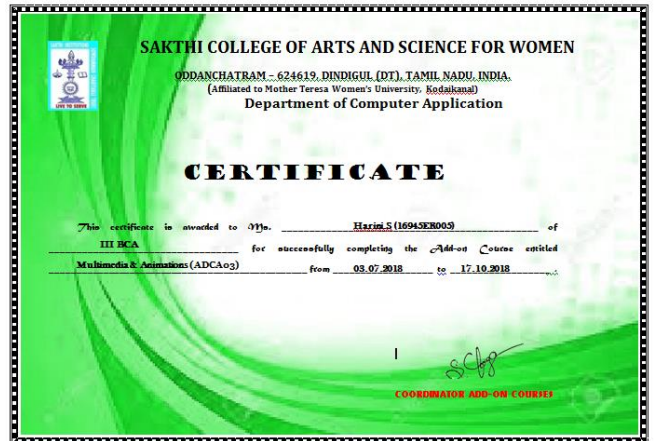 SAKTHI COLLEGE OF ARTS AND SCIENCE FOR WOMEN
ODDANCHATRAM – 624619, DINDIGUL (DT), TAMIL NADU, INDIA.
(Affiliated to Mother Teresa Women's University, Kodaikanal)
Department of Computer Application
LIVE TO SERVE
CERTIFICATE
This certificate is awarded to Ms. Harini.S (16945ER005) of
III BCA for successfully completing the Add-on Course entitled
Multimedia & Animations (ADCA03) from 03.07.2018 to 17.10.2018.
COORDINATOR ADD-ON COURSES